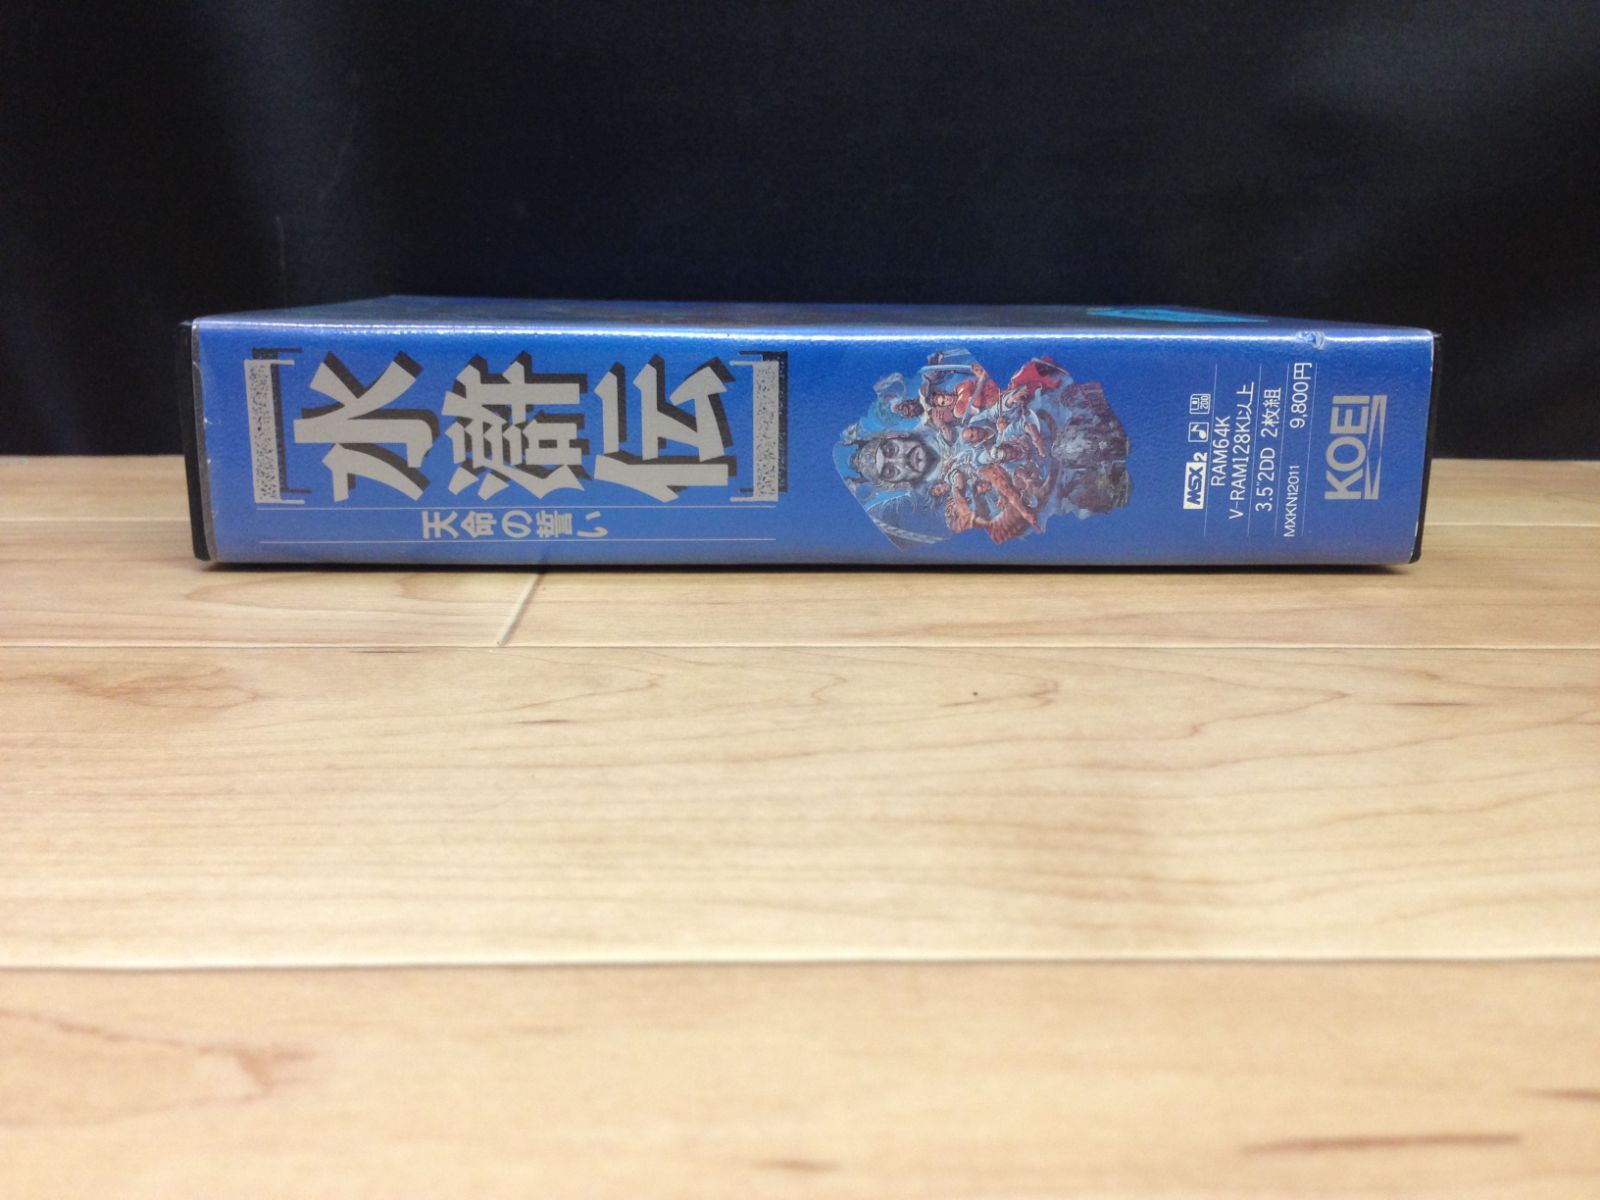 水滸伝
天命の誓い
MSX2
RAM64K
V-RAM128K以上
3.5"2DD 2枚組
MXKN12011 9,800円
KOEI